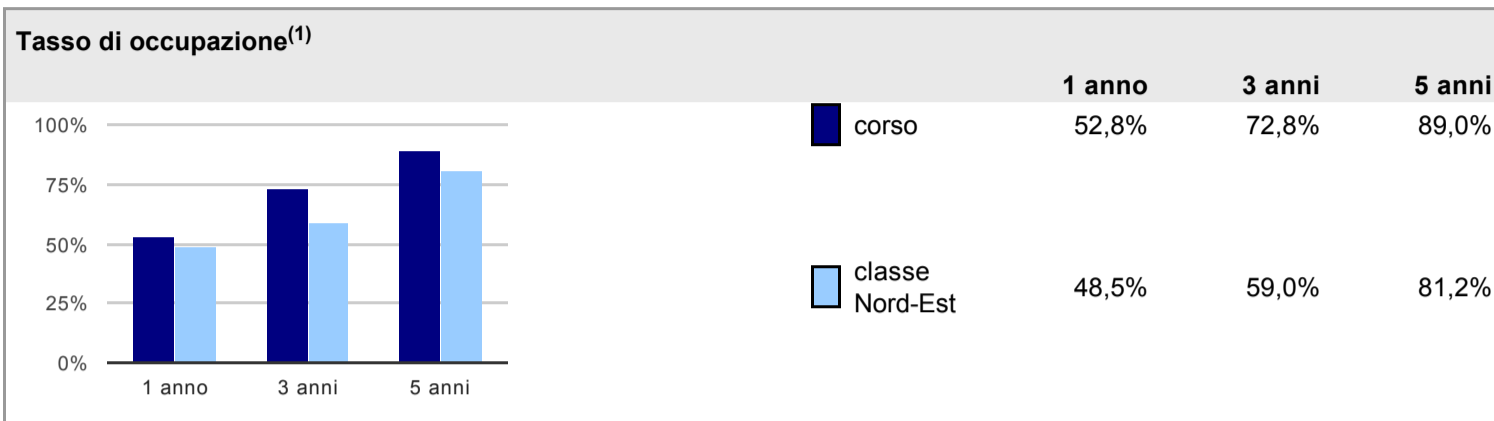 Tasso di occupazione(1)
1 anno 3 anni 5 anni
100%
75%
50%
25%
0%
1 anno 3 anni 5 anni
corso 52,8% 72,8% 89,0%
classe
Nord-Est 48,5% 59,0% 81,2%